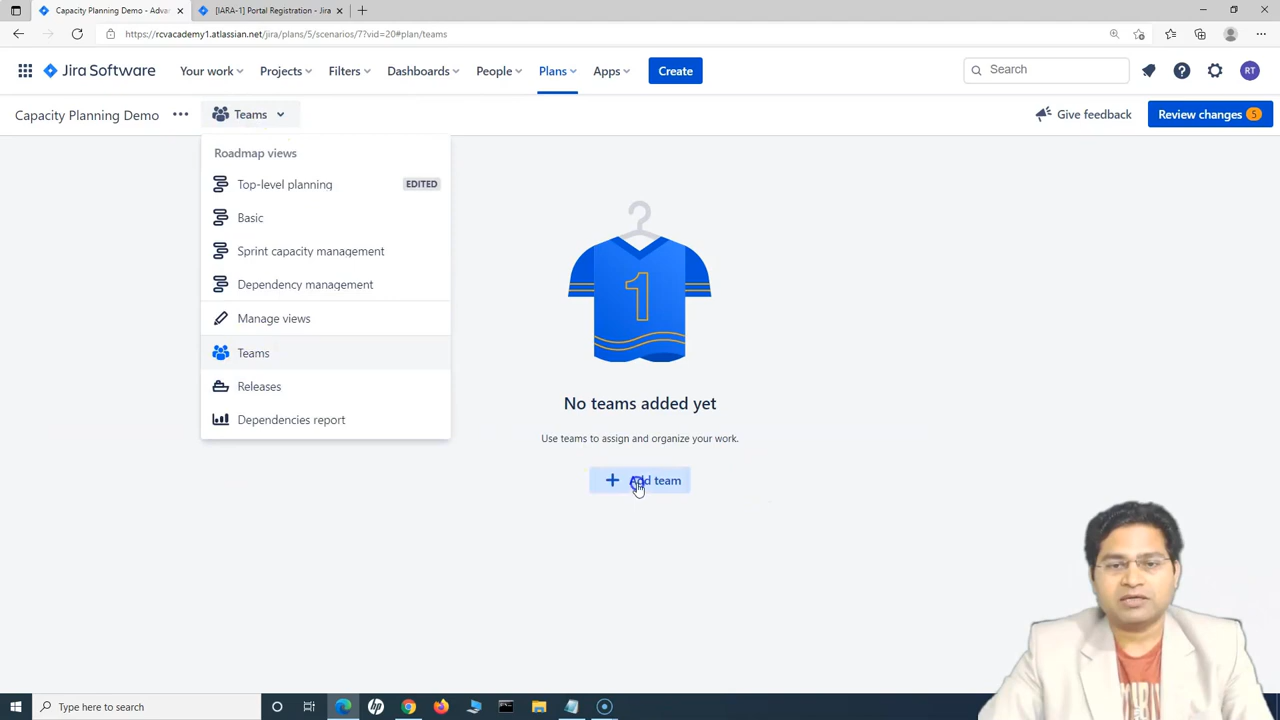 Capacity Planning Demo - Adva
[IARA-1] Portal Registration - Jira
https://rcvacademy1.atlassian.net/jira/plans/5/scenarios/7?vid=20#plan/teams
Jira Software
Your work
Projects
Filters
Dashboards
People
Plans
Apps
Create
Search
RT
Capacity Planning Demo
Teams
Give feedback
Review changes 5
Roadmap views
Top-level planning
EDITED
Basic
Sprint capacity management
Dependency management
Manage views
Teams
Releases
Dependencies report
1
No teams added yet
Use teams to assign and organize your work.
Add team
Type here to search